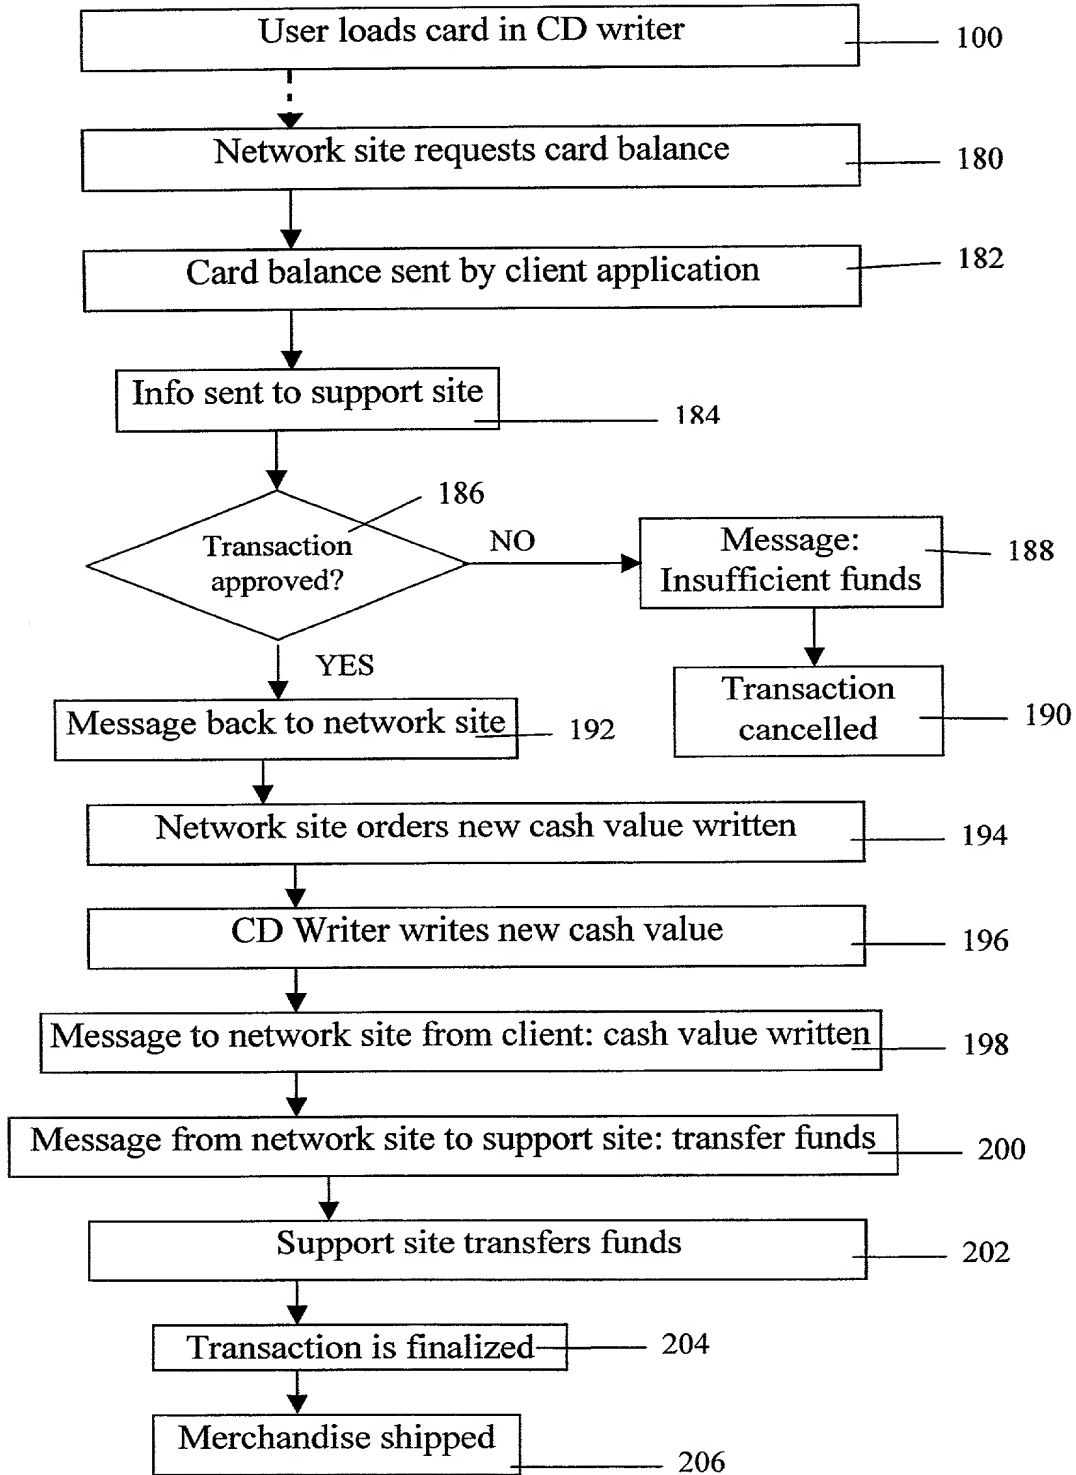 User loads card in CD writer
100
Network site requests card balance
180
Card balance sent by client application
182
Info sent to support site
184
186
Transaction
approved?
NO
Message:
Insufficient funds
188
YES
Transaction
cancelled
190
Message back to network site
192
Network site orders new cash value written
194
CD Writer writes new cash value
196
Message to network site from client: cash value written
198
Message from network site to support site: transfer funds
200
Support site transfers funds
202
Transaction is finalized
204
Merchandise shipped
206